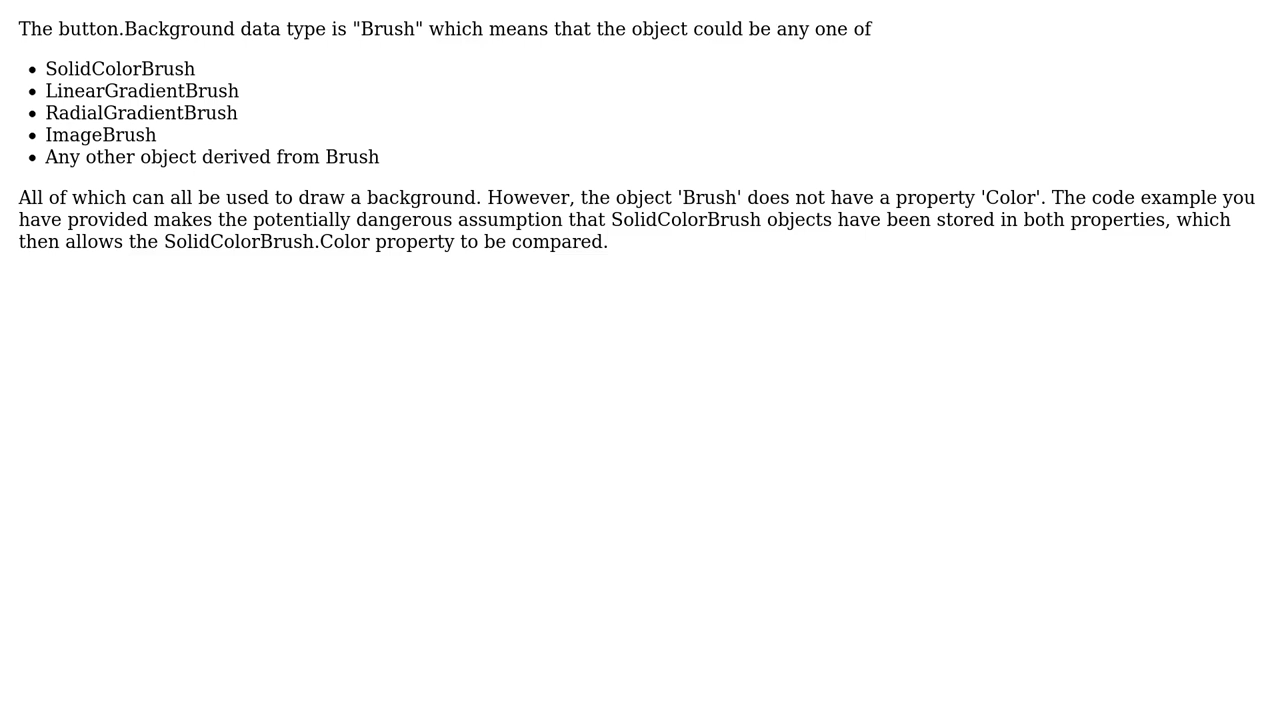 The button.Background data type is "Brush" which means that the object could be any one of
• SolidColorBrush
• LinearGradientBrush
• RadialGradientBrush
• ImageBrush
• Any other object derived from Brush
All of which can all be used to draw a background. However, the object 'Brush' does not have a property 'Color'. The code example you
have provided makes the potentially dangerous assumption that SolidColorBrush objects have been stored in both properties, which
then allows the SolidColorBrush.Color property to be compared.